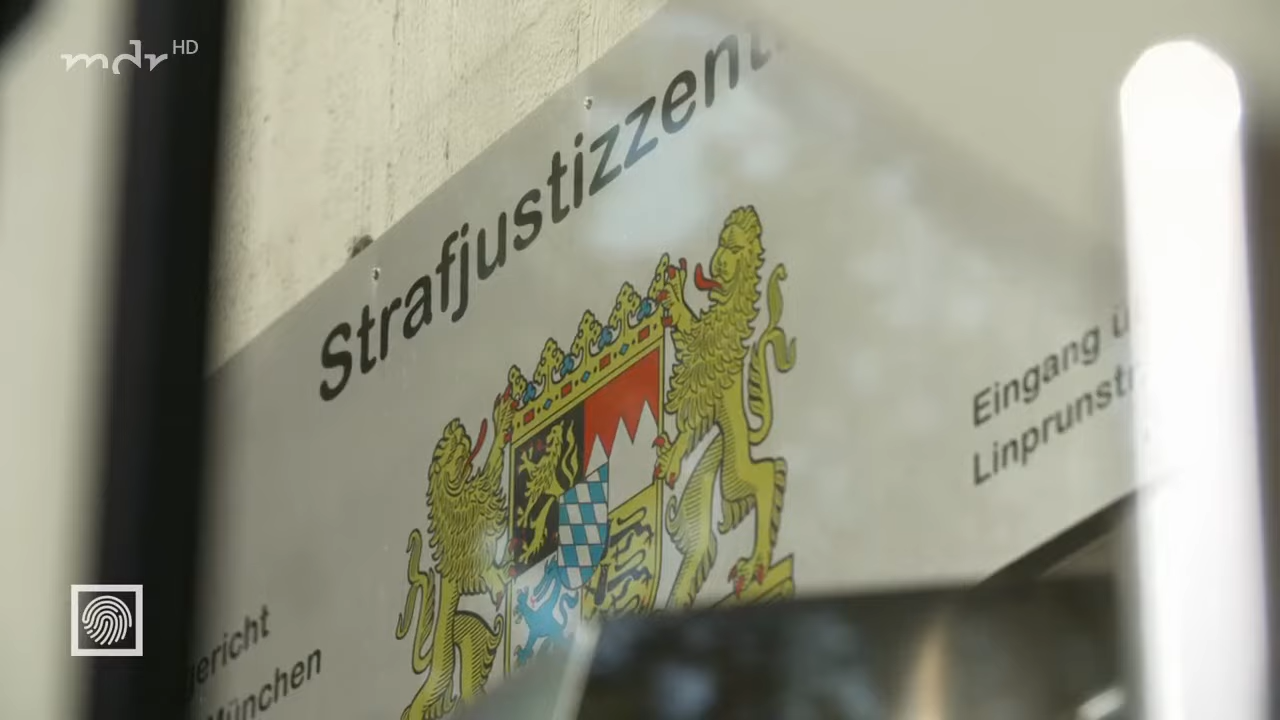 mdr HD
Strafjustizzent
Eingang ü
Linprunstr
gericht
München